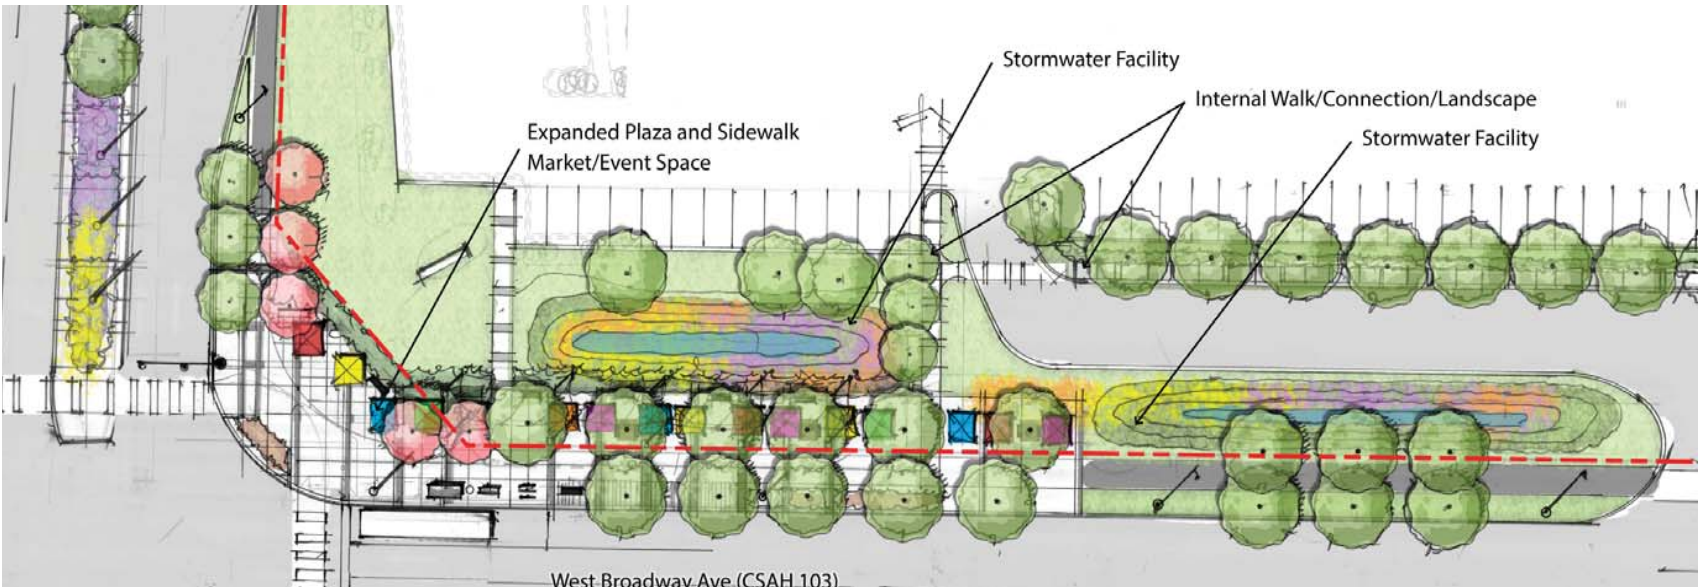 Stormwater Facility
Internal Walk/Connection/Landscape
Expanded Plaza and Sidewalk
Market/Event Space
Stormwater Facility
West Broadway Ave (CSAH 103)